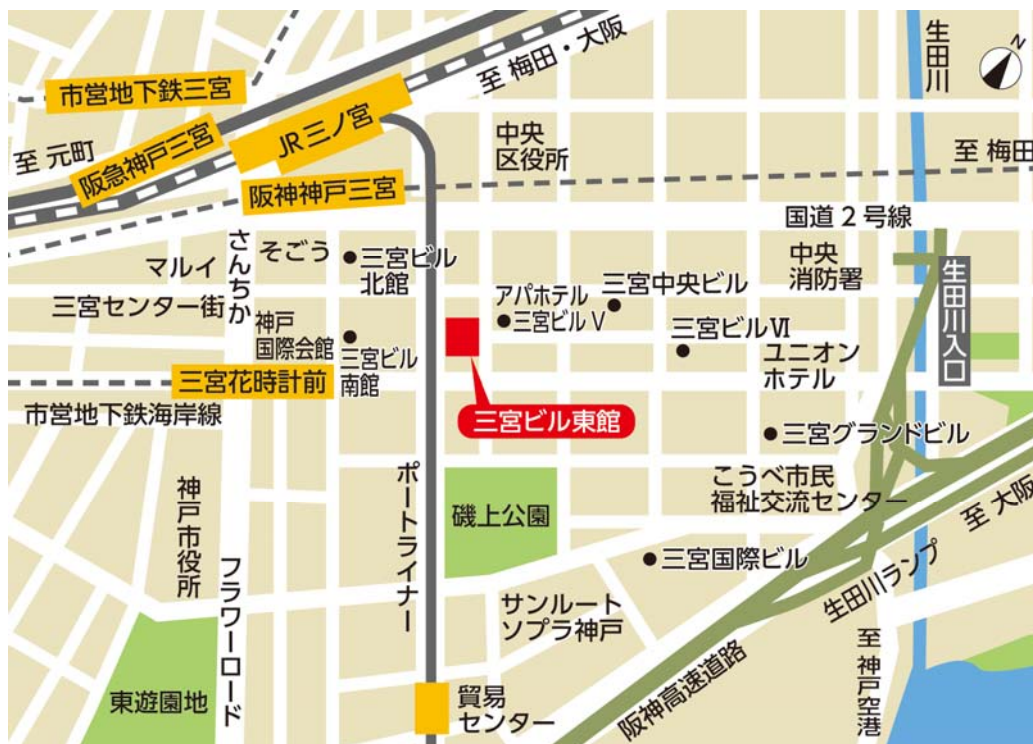 生田川
N
至 梅田・大阪
市営地下鉄三宮
JR 三ノ宮
阪急神戸三宮
至 元町
中央
区役所
至 梅田
阪神神戸三宮
国道2号線
さんちか
そごう
三宮ビル
北館
マルイ
中央
消防署
生田川入口
三宮センター街
アパホテル
三宮ビルⅤ
三宮中央ビル
神戸
国際会館
三宮ビル
南館
三宮ビルⅥ
ユニオン
ホテル
三宮花時計前
市営地下鉄海岸線
三宮ビル東館
三宮グランドビル
ポートライナー
神戸市役所
こうべ市民
福祉交流センター
至 大阪
磯上公園
三宮国際ビル
フラワーロード
サンルート
ソプラ神戸
生田川ランプ
阪神高速道路
至 神戸空港
東遊園地
貿易
センター